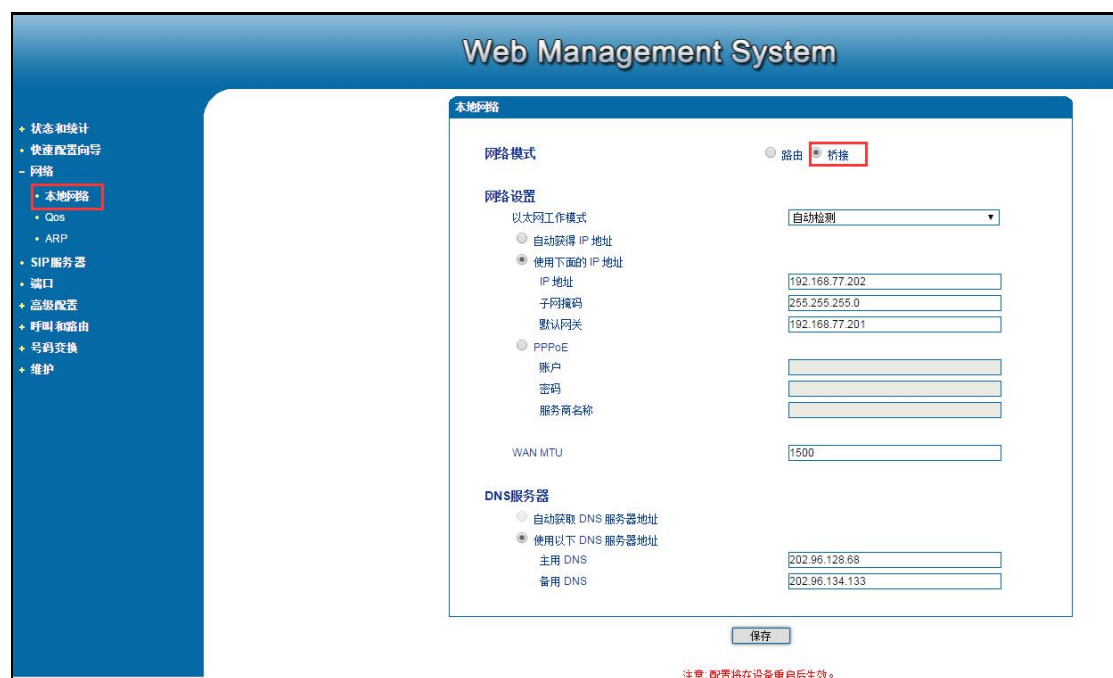 Web Management System
+ 状态和统计
• 快速配置向导
- 网络
• 本地网络
• Qos
• ARP
• SIP服务器
• 端口
+ 高级配置
+ 呼叫和路由
+ 号码变换
+ 维护
本地网络
网络模式 路由 桥接
网络设置
以太网工作模式 自动检测
自动获得 IP 地址
使用下面的 IP 地址
IP 地址 192.168.77.202
子网掩码 255.255.255.0
默认网关 192.168.77.201
PPPoE
账户
密码
服务商名称
WAN MTU 1500
DNS服务器
自动获取 DNS 服务器地址
使用以下 DNS 服务器地址
主用 DNS 202.96.128.68
备用 DNS 202.96.134.133
保存
注意:配置将在设备重启后生效。